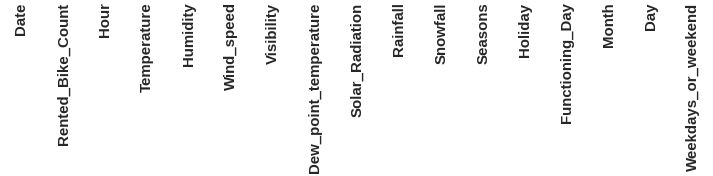 Date
Rented_Bike_Count
Hour
Temperature
Humidity
Wind_speed
Visibility
Dew_point_temperature
Solar_Radiation
Rainfall
Snowfall
Seasons
Holiday
Functioning_Day
Month
Day
Weekdays_or_weekend